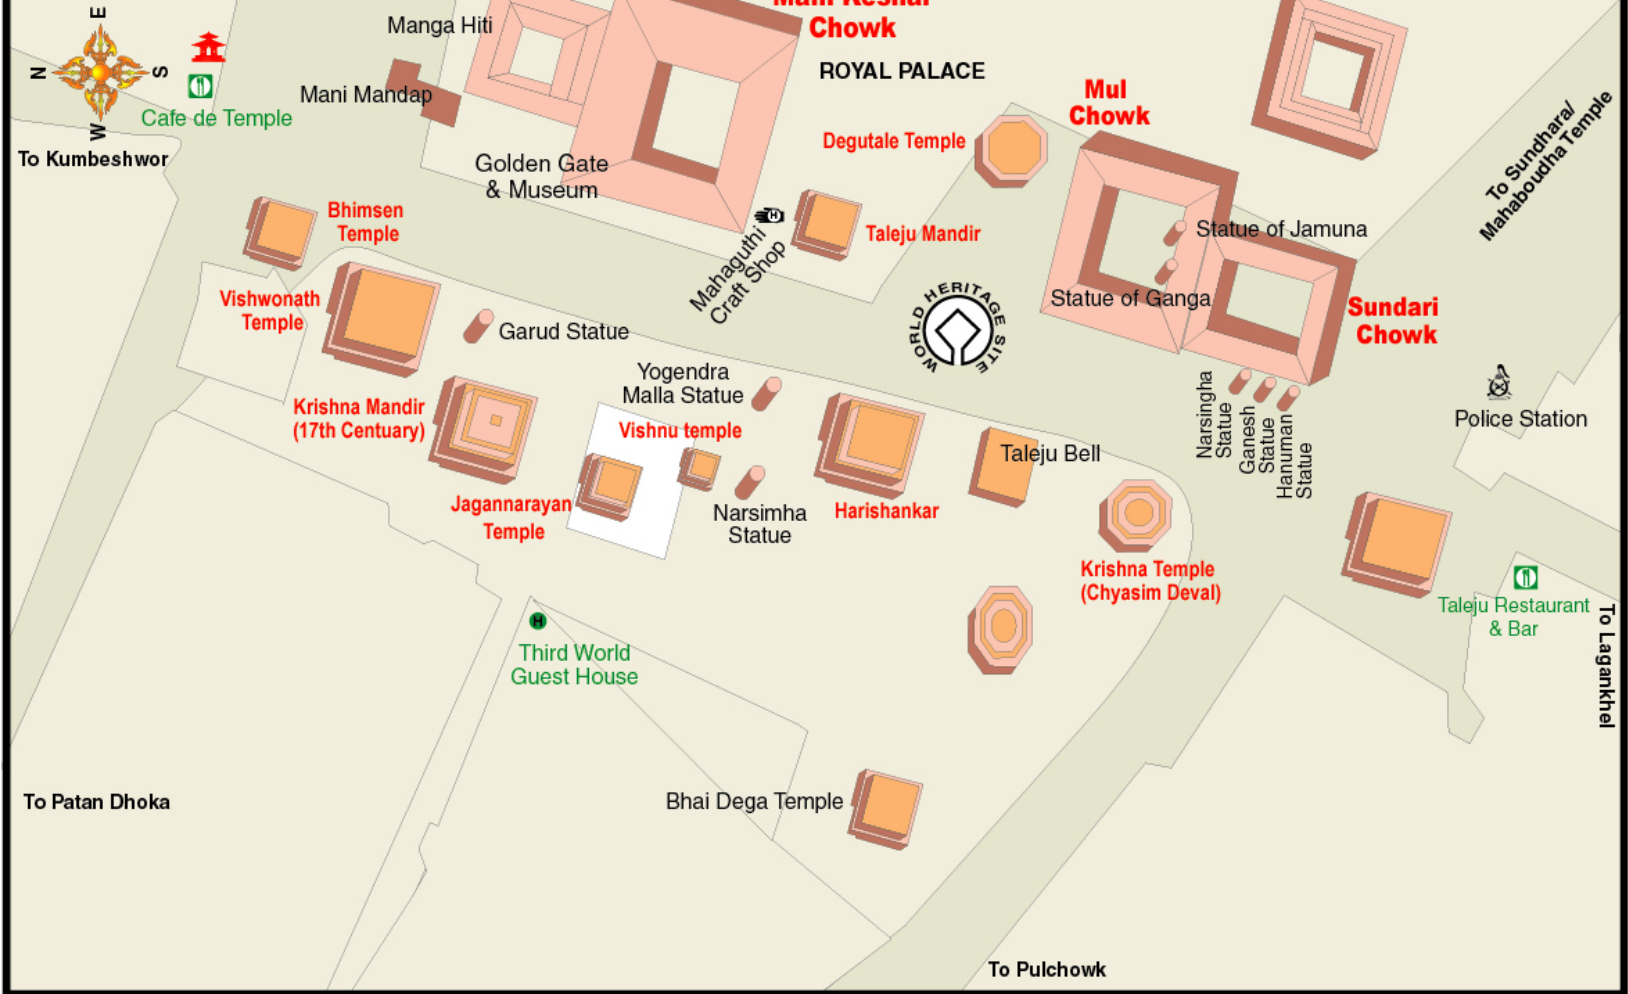 E
N
S
W
Manga Hiti
Mani Keshar
Chowk
ROYAL PALACE
Mani Mandap
Cafe de Temple
To Kumbeshwor
Golden Gate
& Museum
Degutale Temple
Mul
Chowk
To Sundhara/
Mahaboudha Temple
Bhimsen
Temple
Mahaguthi
Craft Shop
H
Taleju Mandir
Statue of Jamuna
Statue of Ganga
Vishwonath
Temple
Garud Statue
WORLD HERITAGE SITE
Sundari
Chowk
Yogendra
Malla Statue
Narsingha
Statue
Ganesh
Statue
Hanuman
Statue
Police Station
Krishna Mandir
(17th Centuary)
Vishnu temple
Taleju Bell
Jagannarayan
Temple
Narsimha
Statue
Harishankar
Krishna Temple
(Chyasim Deval)
Taleju Restaurant
& Bar
To Lagankhel
H
Third World
Guest House
To Patan Dhoka
Bhai Dega Temple
To Pulchowk